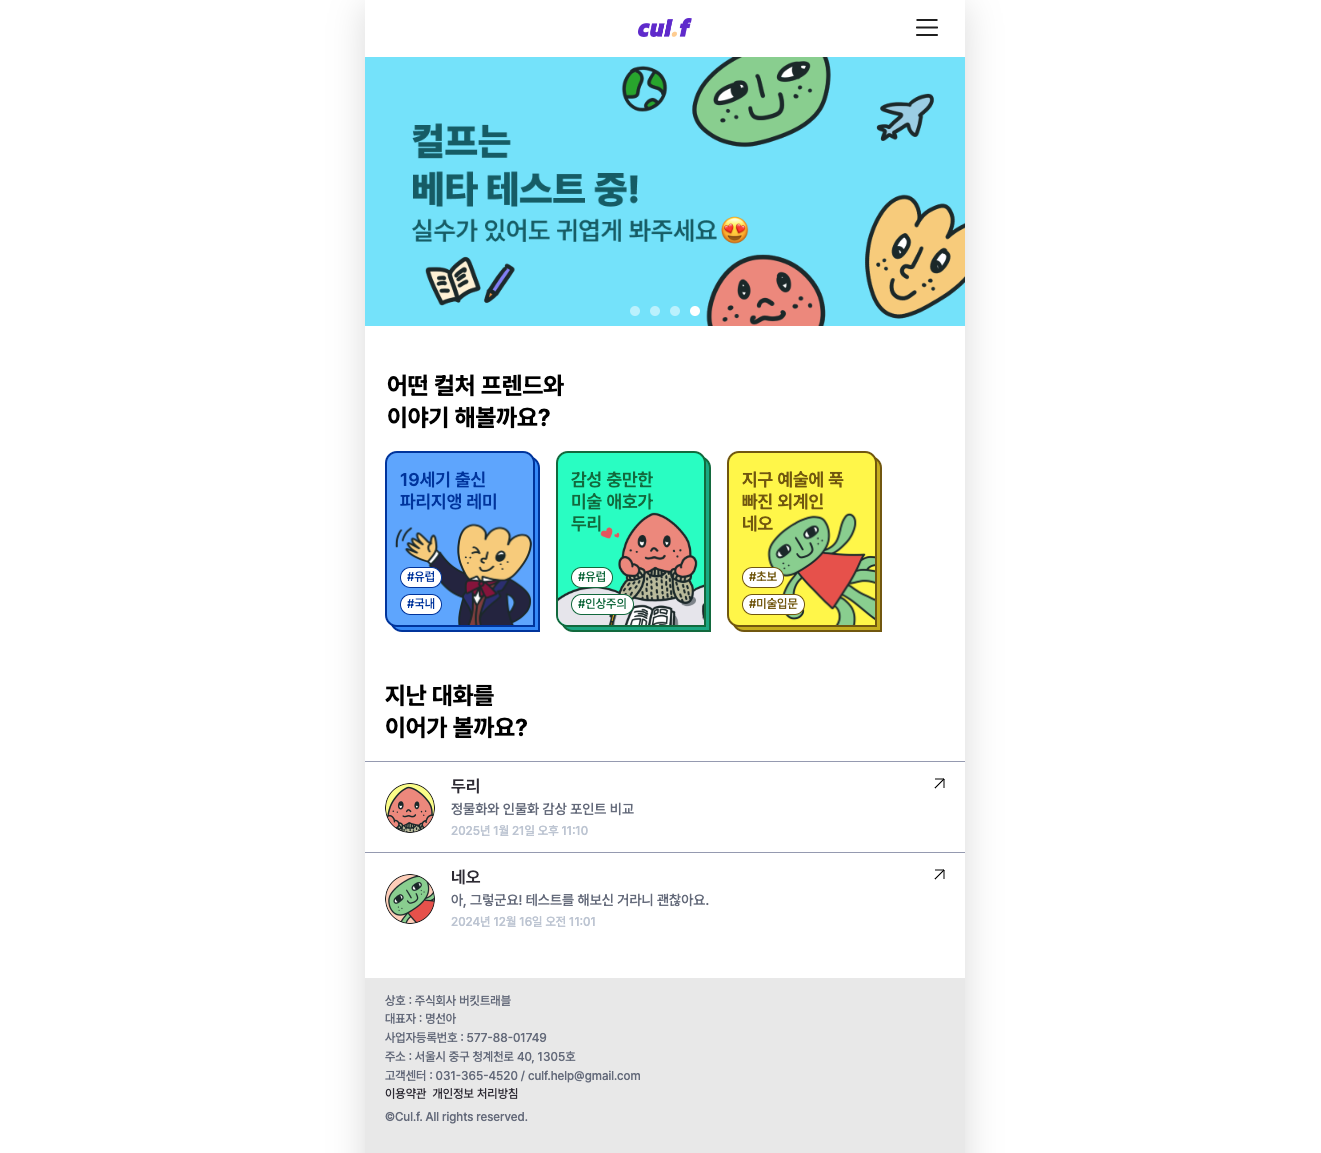 cul.f
컬프는
베타 테스트 중!
실수가 있어도 귀엽게 봐주세요😍
어떤 컬처 프렌드와
이야기 해볼까요?
19세기 출신
파리지앵 레미
#유럽
#국내
감성 충만한
미술 애호가
두리
#유럽
#인상주의
지구 예술에 푹
빠진 외계인
네오
#초보
#미술입문
지난 대화를
이어가 볼까요?
두리
정물화와 인물화 감상 포인트 비교
2025년 1월 21일 오후 11:10
네오
아, 그렇군요! 테스트를 해보신 거라니 괜찮아요.
2024년 12월 16일 오전 11:01
상호 : 주식회사 버킷트래블
대표자 : 명선아
사업자등록번호 : 577-88-01749
주소 : 서울시 중구 청계천로 40, 1305호
고객센터 : 031-365-4520 / culf.help@gmail.com
이용약관 개인정보 처리방침
©Cul.f. All rights reserved.